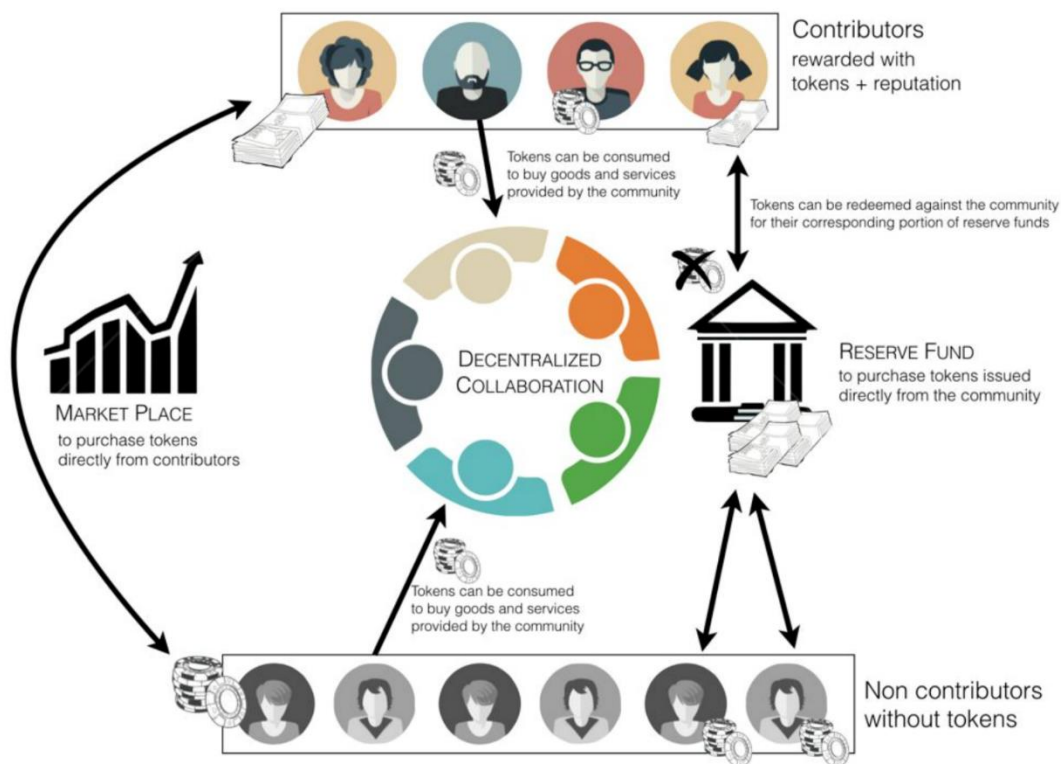 Contributors
rewarded with
tokens + reputation
Tokens can be consumed
to buy goods and services
provided by the community
Tokens can be redeemed against the community
for their corresponding portion of reserve funds
DECENTRALIZED
COLLABORATION
RESERVE FUND
to purchase tokens issued
directly from the community
MARKET PLACE
to purchase tokens
directly from contributors
Tokens can be consumed
to buy goods and services
provided by the community
Non contributors
without tokens